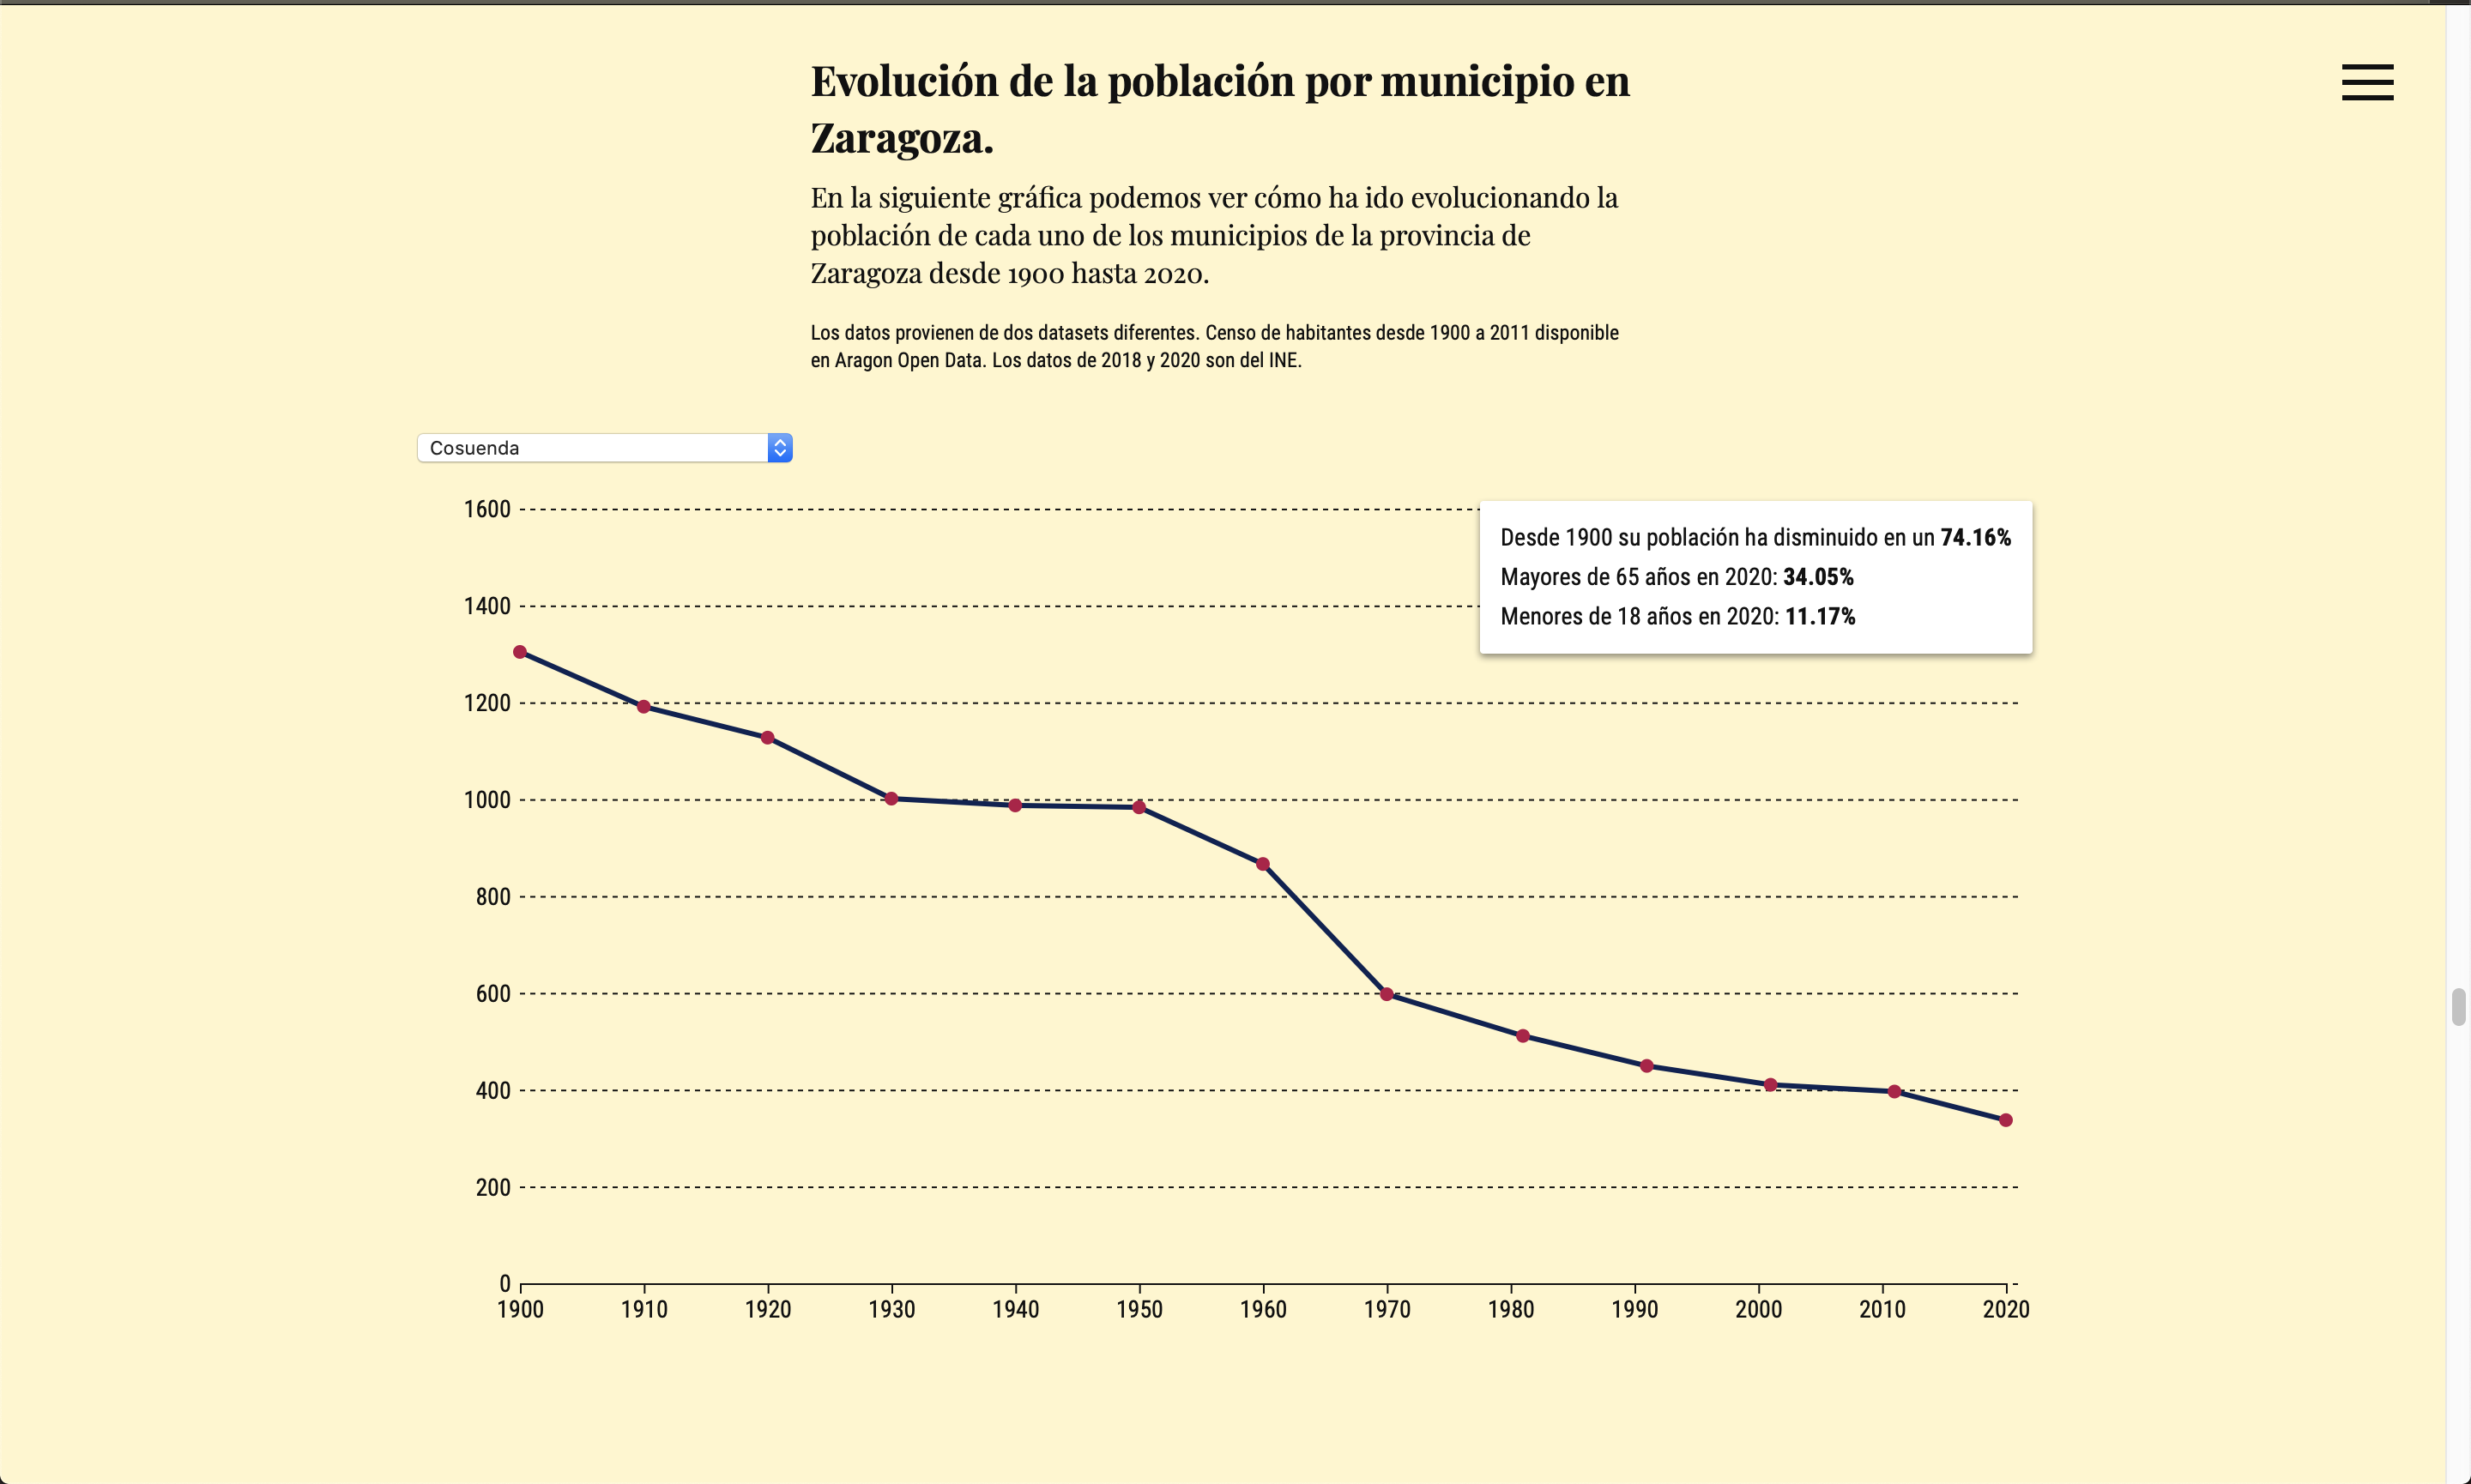 Evolución de la población por municipio en
Zaragoza.
En la siguiente gráfica podemos ver cómo ha ido evolucionando la
población de cada uno de los municipios de la provincia de
Zaragoza desde 1900 hasta 2020.
Los datos provienen de dos datasets diferentes. Censo de habitantes desde 1900 a 2011 disponible
en Aragon Open Data. Los datos de 2018 y 2020 son del INE.
Cosuenda
Desde 1900 su población ha disminuido en un 74.16%
Mayores de 65 años en 2020: 34.05%
Menores de 18 años en 2020: 11.17%
1600
1400
1200
1000
800
600
400
200
0
1900 1910 1920 1930 1940 1950 1960 1970 1980 1990 2000 2010 2020